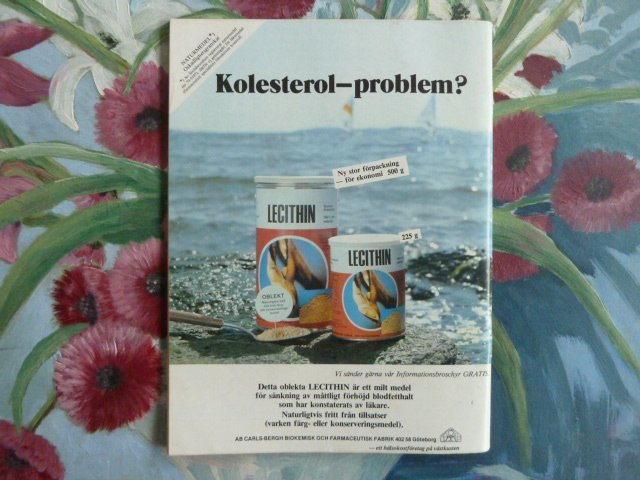 NATURMEDEL
Kolesterol–problem?
Ny stor förpackning
— för ekonomi 500 g
LECITHIN
225 g
LECITHIN
OBLEKT
Vi sänder gärna vår Informationsbroschyr GRATIS
Detta oblekta LECITHIN är ett milt medel
för sänkning av måttligt förhöjd blodfetthalt
som har konstaterats av läkare.
Naturligtvis fritt från tillsatser
(varken färg- eller konserveringsmedel).
AB CARLS-BERGH BIOKEMISK OCH FARMACEUTISK FABRIK 402 58 Göteborg
— ett hälsokostföretag på västkusten